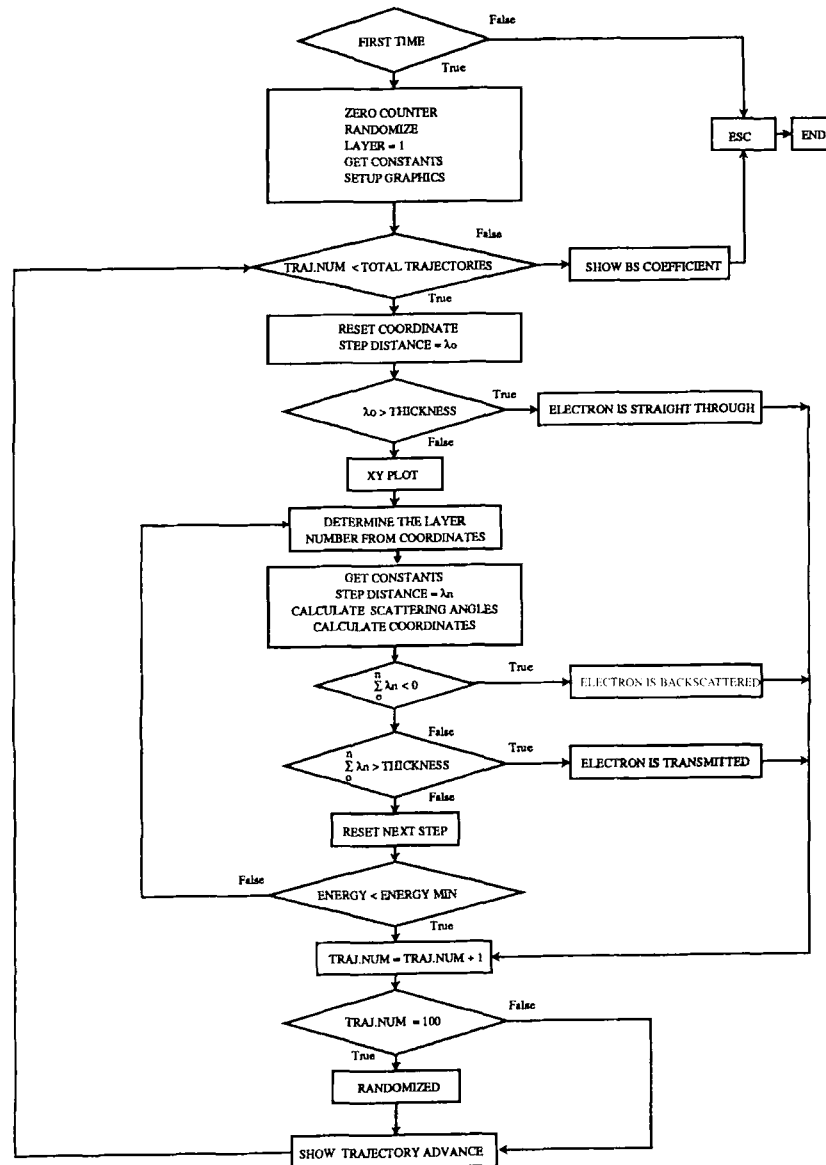 False
FIRST TIME
True
ZERO COUNTER
RANDOMIZE
LAYER = 1
GET CONSTANTS
SETUP GRAPHICS
ESC
END
False
TRAJ.NUM < TOTAL TRAJECTORIES
SHOW BS COEFFICIENT
True
RESET COORDINATE
STEP DISTANCE = λo
True
λo > THICKNESS
ELECTRON IS STRAIGHT THROUGH
False
XY PLOT
DETERMINE THE LAYER
NUMBER FROM COORDINATES
GET CONSTANTS
STEP DISTANCE = λn
CALCULATE SCATTERING ANGLES
CALCULATE COORDINATES
True
n
Σ λn < 0
o
ELECTRON IS BACKSCATTERED
False
True
n
Σ λn > THICKNESS
o
ELECTRON IS TRANSMITTED
False
RESET NEXT STEP
False
ENERGY < ENERGY MIN
True
TRAJ.NUM = TRAJ.NUM + 1
False
TRAJ.NUM = 100
True
RANDOMIZED
SHOW TRAJECTORY ADVANCE